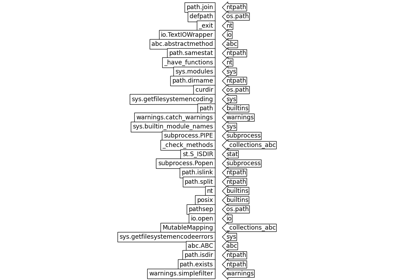 path.join ntpath
defpath os.path
_exit nt
io.TextIOWrapper io
abc.abstractmethod abc
path.samestat ntpath
_have_functions nt
sys.modules sys
path.dirname ntpath
curdir os.path
sys.getfilesystemencoding sys
path builtins
warnings.catch_warnings warnings
sys.builtin_module_names sys
subprocess.PIPE subprocess
_check_methods _collections_abc
st.S_ISDIR stat
subprocess.Popen subprocess
path.islink ntpath
path.split ntpath
nt builtins
posix builtins
pathsep os.path
io.open io
MutableMapping _collections_abc
sys.getfilesystemencodeerrors sys
abc.ABC abc
path.isdir ntpath
path.exists ntpath
warnings.simplefilter warnings